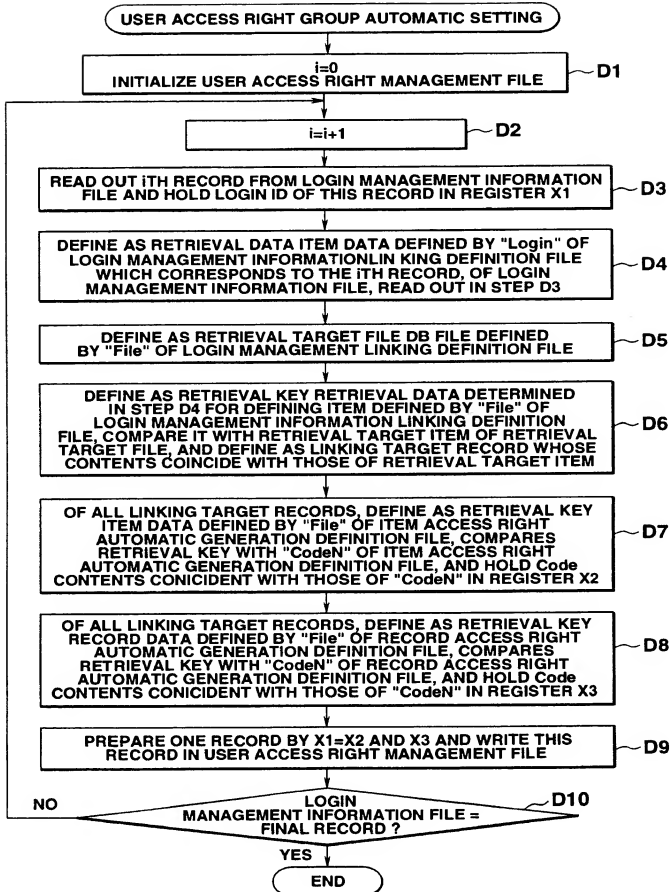 USER ACCESS RIGHT GROUP AUTOMATIC SETTING
i=0
INITIALIZE USER ACCESS RIGHT MANAGEMENT FILE
D1
i=i+1
D2
READ OUT iTH RECORD FROM LOGIN MANAGEMENT INFORMATION
FILE AND HOLD LOGIN ID OF THIS RECORD IN REGISTER X1
D3
DEFINE AS RETRIEVAL DATA ITEM DATA DEFINED BY "Login" OF
LOGIN MANAGEMENT INFORMATIONLIN KING DEFINITION FILE
WHICH CORRESPONDS TO THE iTH RECORD, OF LOGIN
MANAGEMENT INFORMATION FILE, READ OUT IN STEP D3
D4
DEFINE AS RETRIEVAL TARGET FILE DB FILE DEFINED
BY "File" OF LOGIN MANAGEMENT LINKING DEFINITION FILE
D5
DEFINE AS RETRIEVAL KEY RETRIEVAL DATA DETERMINED
IN STEP D4 FOR DEFINING ITEM DEFINED BY "File" OF
LOGIN MANAGEMENT INFORMATION LINKING DEFINITION
FILE, COMPARE IT WITH RETRIEVAL TARGET ITEM OF RETRIEVAL
TARGET FILE, AND DEFINE AS LINKING TARGET RECORD WHOSE
CONTENTS COINCIDE WITH THOSE OF RETRIEVAL TARGET ITEM
D6
OF ALL LINKING TARGET RECORDS, DEFINE AS RETRIEVAL KEY
ITEM DATA DEFINED BY "File" OF ITEM ACCESS RIGHT
AUTOMATIC GENERATION DEFINITION FILE, COMPARES
RETRIEVAL KEY WITH "CodeN" OF ITEM ACCESS RIGHT
AUTOMATIC GENERATION DEFINITION FILE, AND HOLD Code
CONTENTS CONICIDENT WITH THOSE OF "CodeN" IN REGISTER X2
D7
OF ALL LINKING TARGET RECORDS, DEFINE AS RETRIEVAL KEY
RECORD DATA DEFINED BY "File" OF RECORD ACCESS RIGHT
AUTOMATIC GENERATION DEFINITION FILE, COMPARES
RETRIEVAL KEY WITH "CodeN" OF RECORD ACCESS RIGHT
AUTOMATIC GENERATION DEFINITION FILE, AND HOLD Code
CONTENTS CONICIDENT WITH THOSE OF "CodeN" IN REGISTER X3
D8
PREPARE ONE RECORD BY X1=X2 AND X3 AND WRITE THIS
RECORD IN USER ACCESS RIGHT MANAGEMENT FILE
D9
LOGIN
MANAGEMENT INFORMATION FILE =
FINAL RECORD ?
D10
NO
YES
END